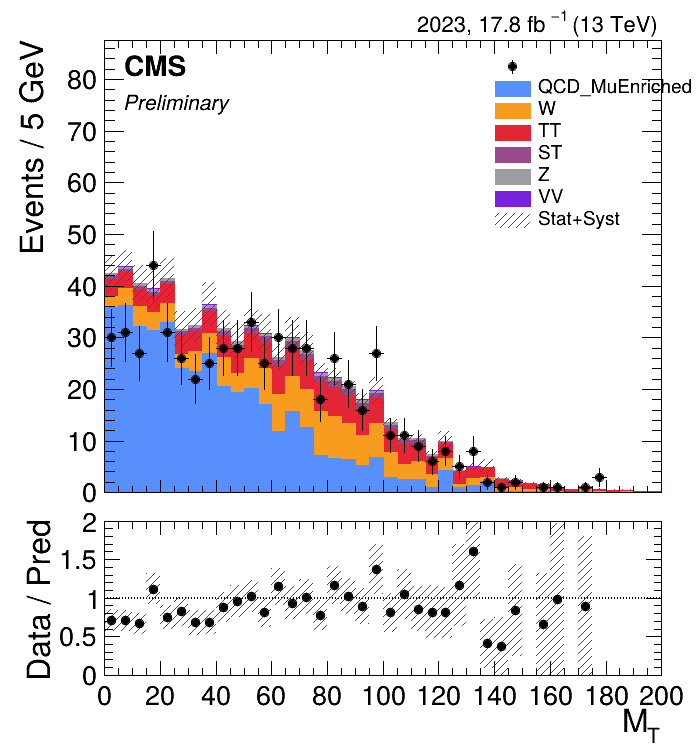 2023, 17.8 fb⁻¹ (13 TeV)
CMS
Preliminary
QCD_MuEnriched
W
TT
ST
Z
VV
Stat+Syst
Events / 5 GeV
80
70
60
50
40
30
20
10
0
Data / Pred
2
1.5
1
0.5
0
0 20 40 60 80 100 120 140 160 180 200
M_T